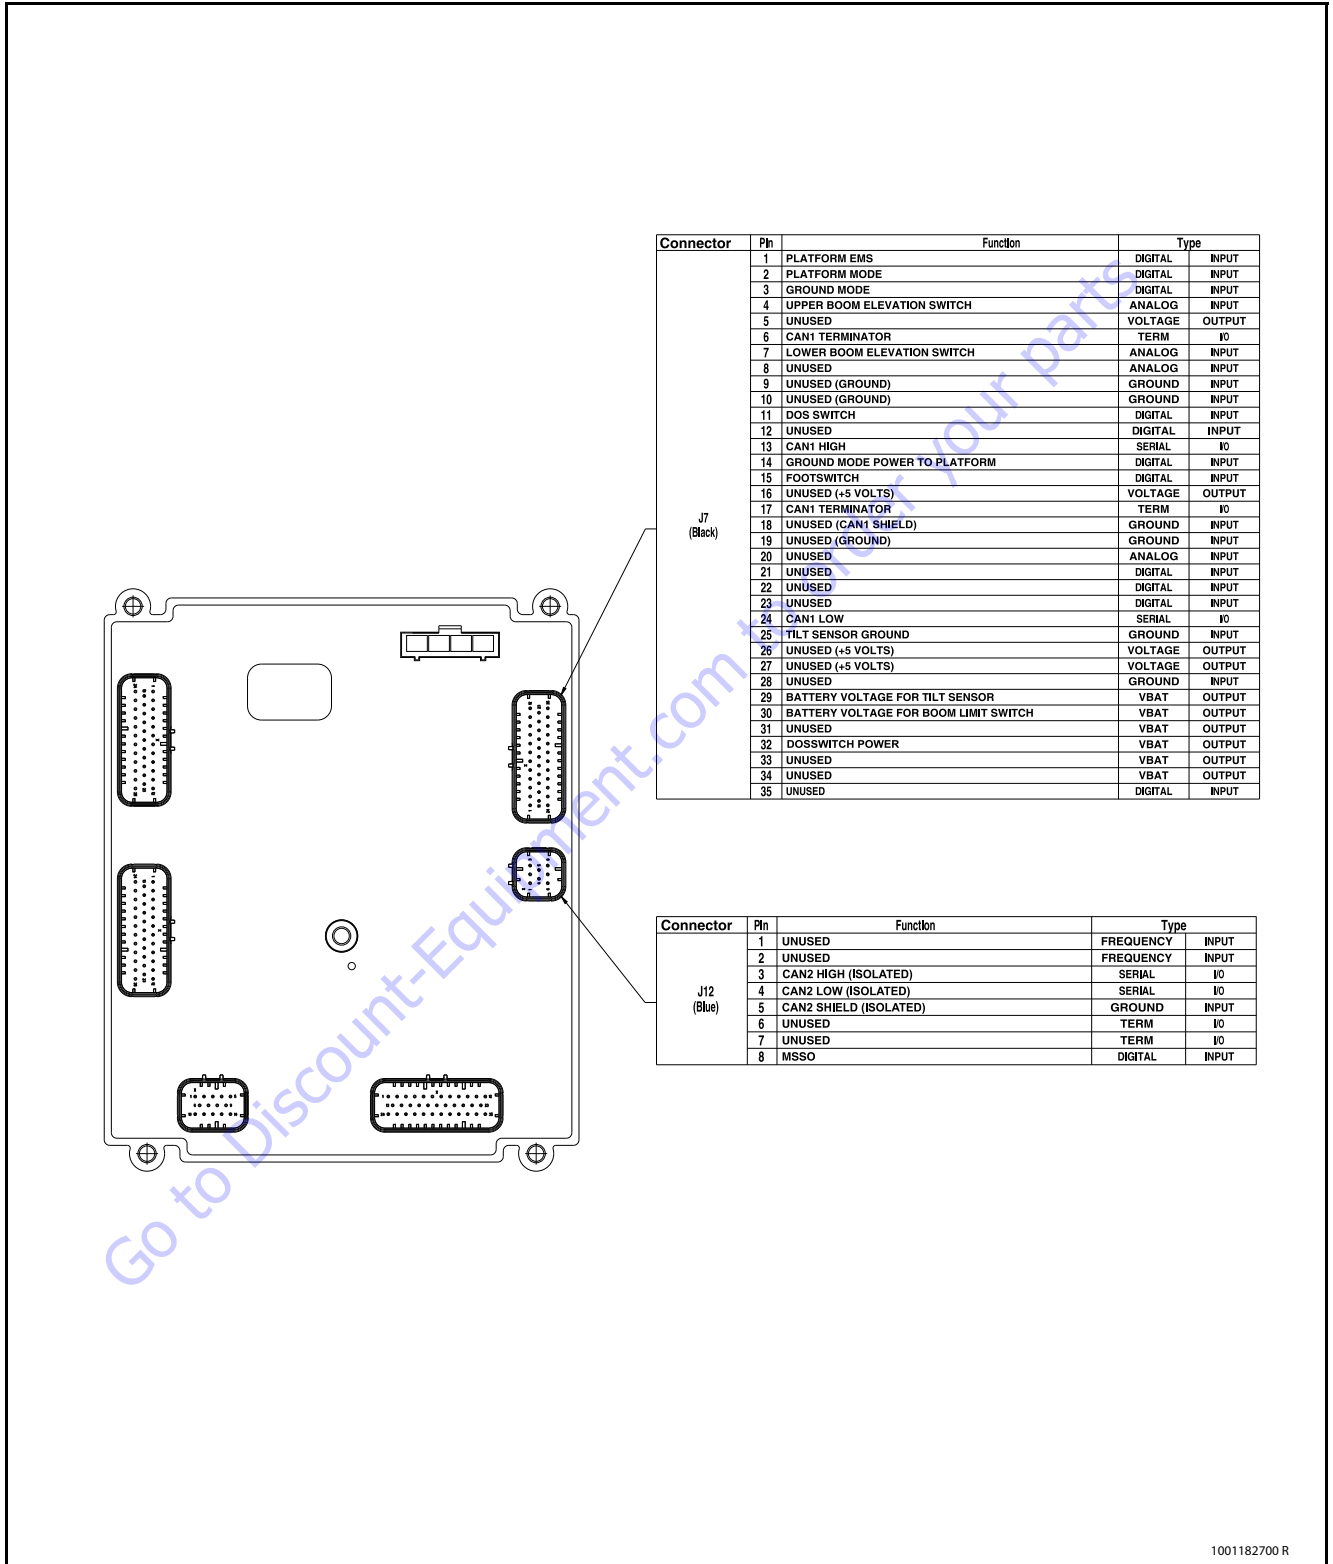 Connector Pin Function Type
1 PLATFORM EMS DIGITAL INPUT
2 PLATFORM MODE DIGITAL INPUT
3 GROUND MODE DIGITAL INPUT
4 UPPER BOOM ELEVATION SWITCH ANALOG INPUT
5 UNUSED VOLTAGE OUTPUT
6 CAN1 TERMINATOR TERM I/O
7 LOWER BOOM ELEVATION SWITCH ANALOG INPUT
8 UNUSED ANALOG INPUT
9 UNUSED (GROUND) GROUND INPUT
10 UNUSED (GROUND) GROUND INPUT
11 DOS SWITCH DIGITAL INPUT
12 UNUSED DIGITAL INPUT
13 CAN1 HIGH SERIAL I/O
14 GROUND MODE POWER TO PLATFORM DIGITAL INPUT
15 FOOTSWITCH DIGITAL INPUT
16 UNUSED (+5 VOLTS) VOLTAGE OUTPUT
17 CAN1 TERMINATOR TERM I/O
J7
(Black)
18 UNUSED (CAN1 SHIELD) GROUND INPUT
19 UNUSED (GROUND) GROUND INPUT
20 UNUSED ANALOG INPUT
21 UNUSED DIGITAL INPUT
22 UNUSED DIGITAL INPUT
23 UNUSED DIGITAL INPUT
24 CAN1 LOW SERIAL I/O
25 TILT SENSOR GROUND GROUND INPUT
26 UNUSED (+5 VOLTS) VOLTAGE OUTPUT
27 UNUSED (+5 VOLTS) VOLTAGE OUTPUT
28 UNUSED GROUND INPUT
29 BATTERY VOLTAGE FOR TILT SENSOR VBAT OUTPUT
30 BATTERY VOLTAGE FOR BOOM LIMIT SWITCH VBAT OUTPUT
31 UNUSED VBAT OUTPUT
32 DOSSWITCH POWER VBAT OUTPUT
33 UNUSED VBAT OUTPUT
34 UNUSED VBAT OUTPUT
35 UNUSED DIGITAL INPUT
Connector Pin Function Type
1 UNUSED FREQUENCY INPUT
2 UNUSED FREQUENCY INPUT
3 CAN2 HIGH (ISOLATED) SERIAL I/O
J12
(Blue)
4 CAN2 LOW (ISOLATED) SERIAL I/O
5 CAN2 SHIELD (ISOLATED) GROUND INPUT
6 UNUSED TERM I/O
7 UNUSED TERM I/O
8 MSSO DIGITAL INPUT
Go to Discount-Equipment.com to order your parts
1001182700 R